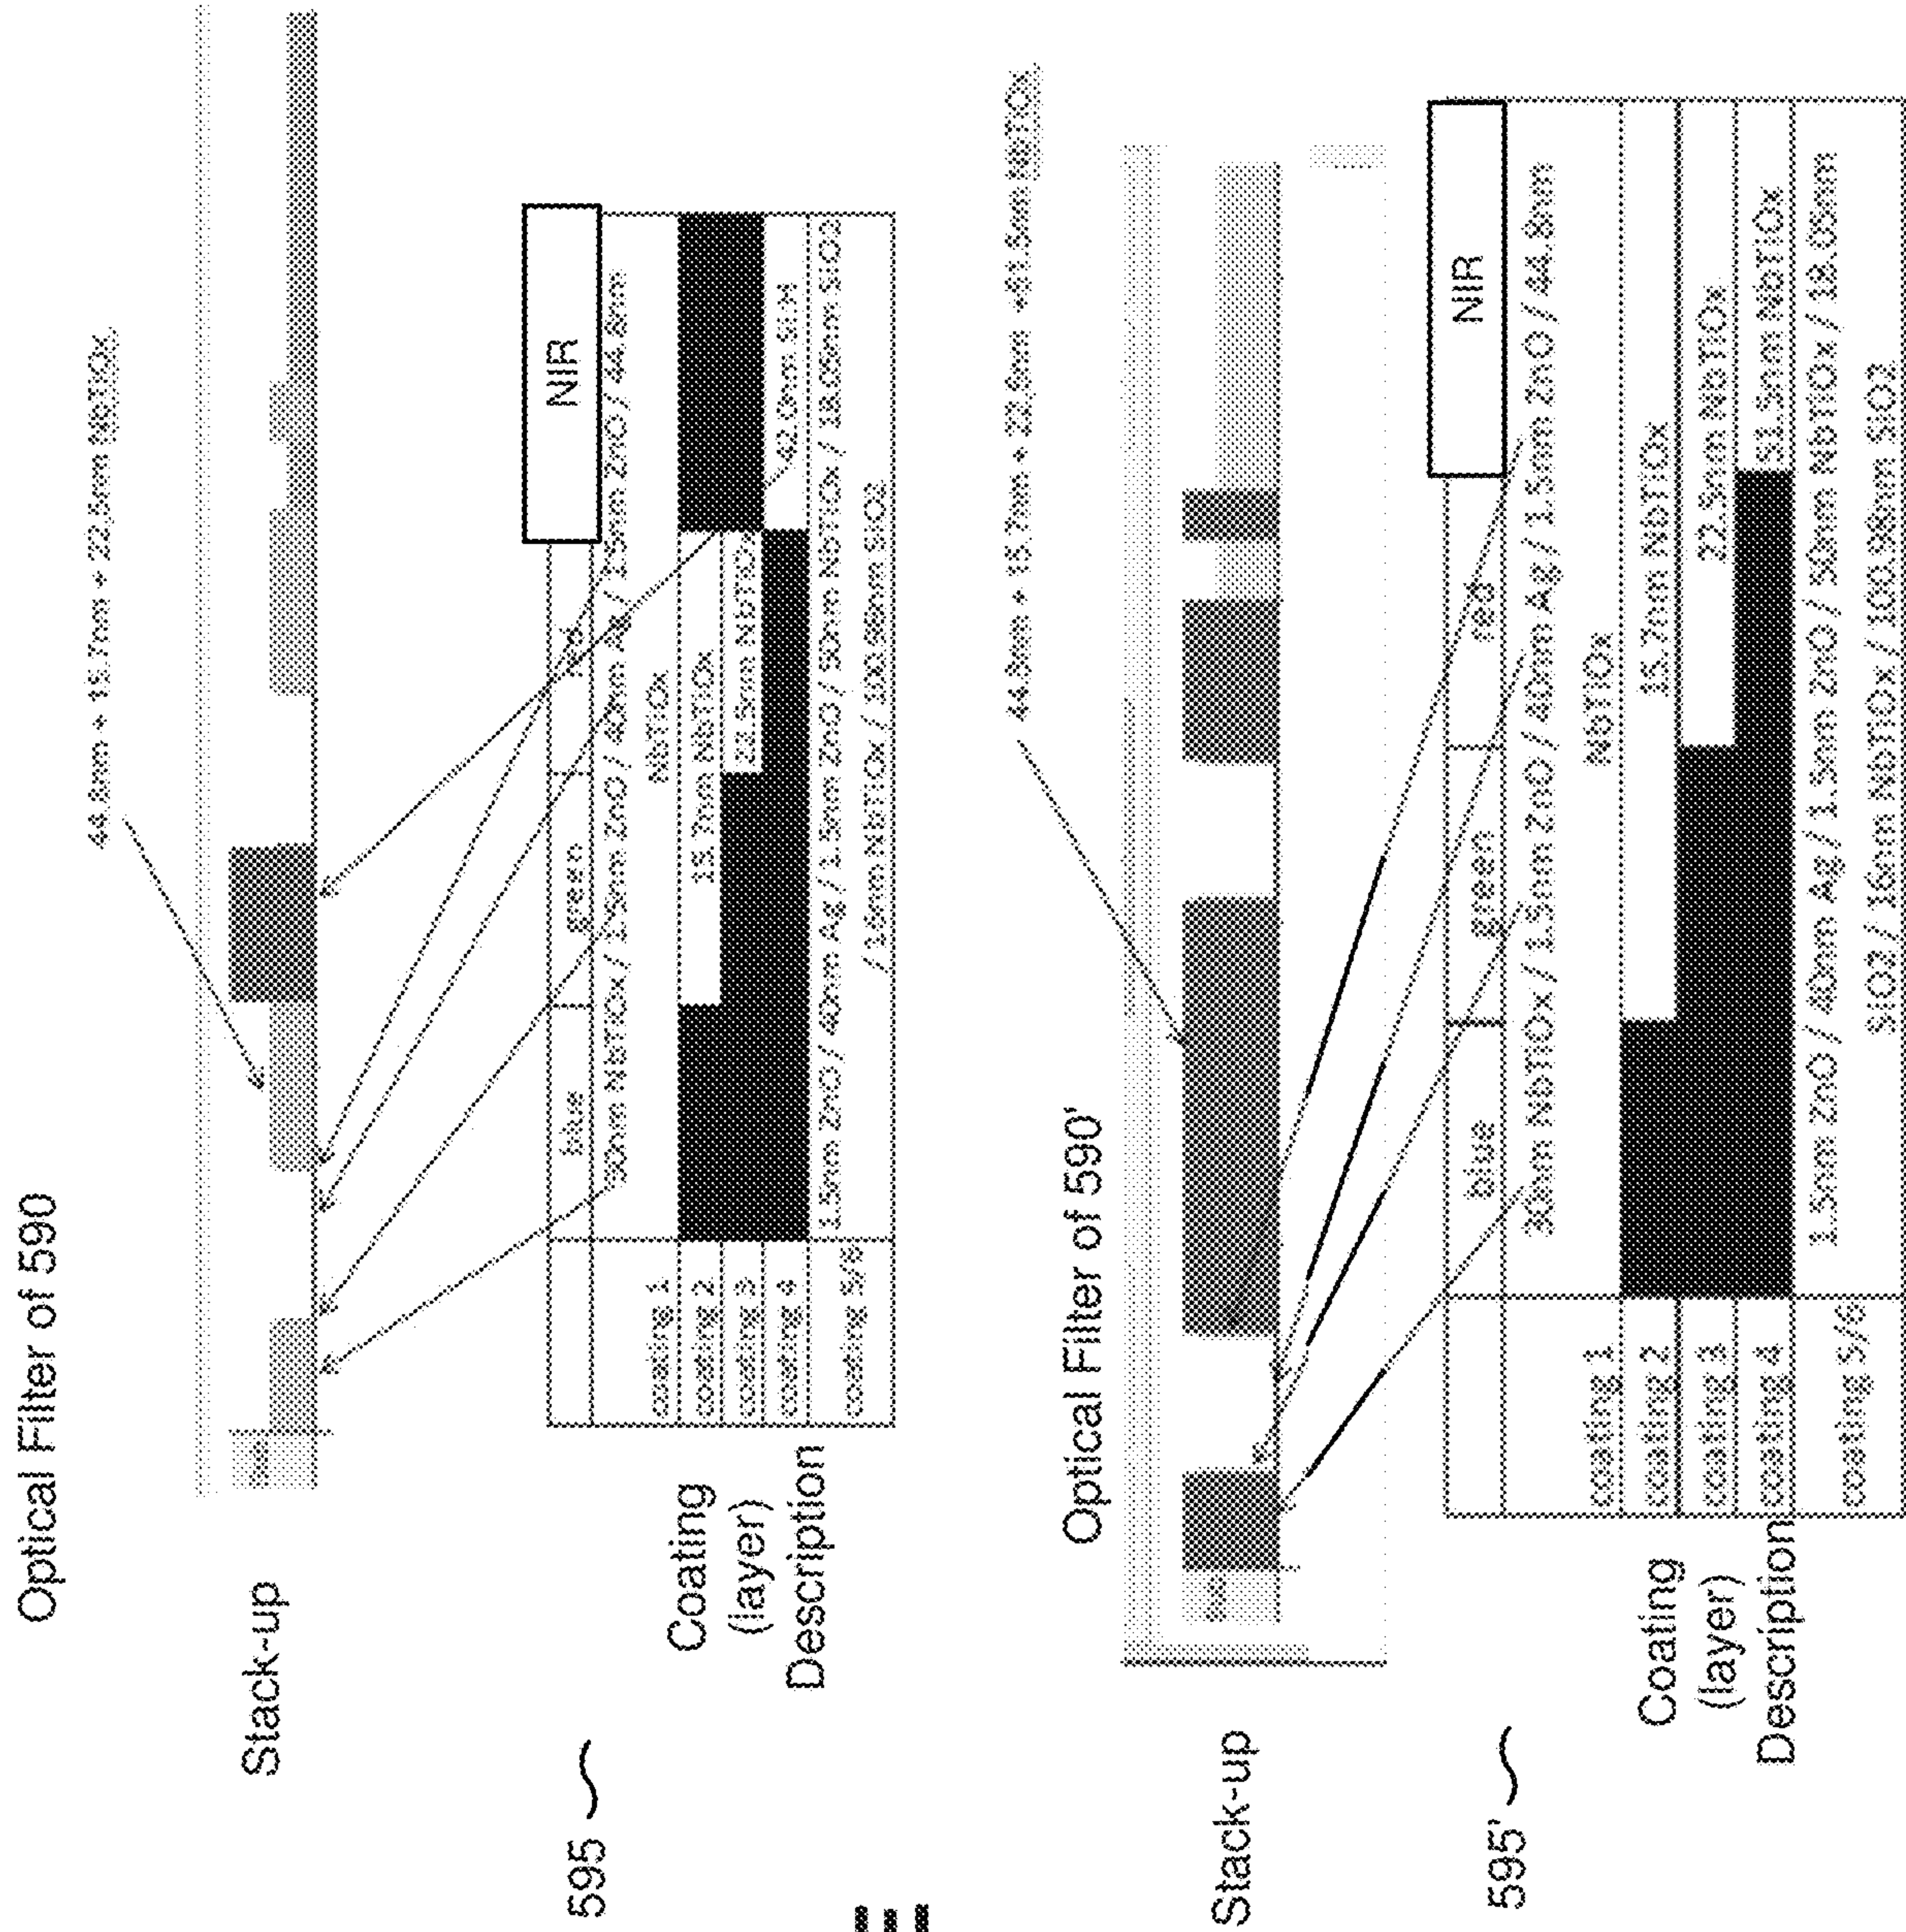 Optical Filter of 590
Stack-up
44.8nm + 15.7nm + 22.5nm NbTiOx
595
Coating
(layer)
Description
blue green red NIR
coating 1 50nm NbTiOx / 1.5nm ZnO / 40nm Ag / 1.5nm ZnO / 44.8nm
NbTiOx
coating 2 15.7nm NbTiOx
coating 3 22.5nm NbTiOx
coating 4 42.0nm Si:H
coating 5/6 1.5nm ZnO / 40nm Ag / 1.5nm ZnO / 50nm NbTiOx / 18.05nm SiO2
/ 16nm NbTiOx / 100.98nm SiO2
Optical Filter of 590'
Stack-up
44.8nm + 15.7nm + 22.5nm +51.5nm NbTiOx
595'
Coating
(layer)
Description
blue green red NIR
coating 1 NbTiOx / 1.5nm ZnO / 40nm Ag / 1.5nm ZnO / 44.8nm
NbTiOx
coating 2 15.7nm NbTiOx
coating 3 22.5nm NbTiOx
coating 4 51.5nm NbTiOx
coating 5/6 1.5nm ZnO / 40nm Ag / 1.5nm ZnO / 50nm NbTiOx / 18.05nm
SiO2 / 16nm NbTiOx / 100.98nm SiO2